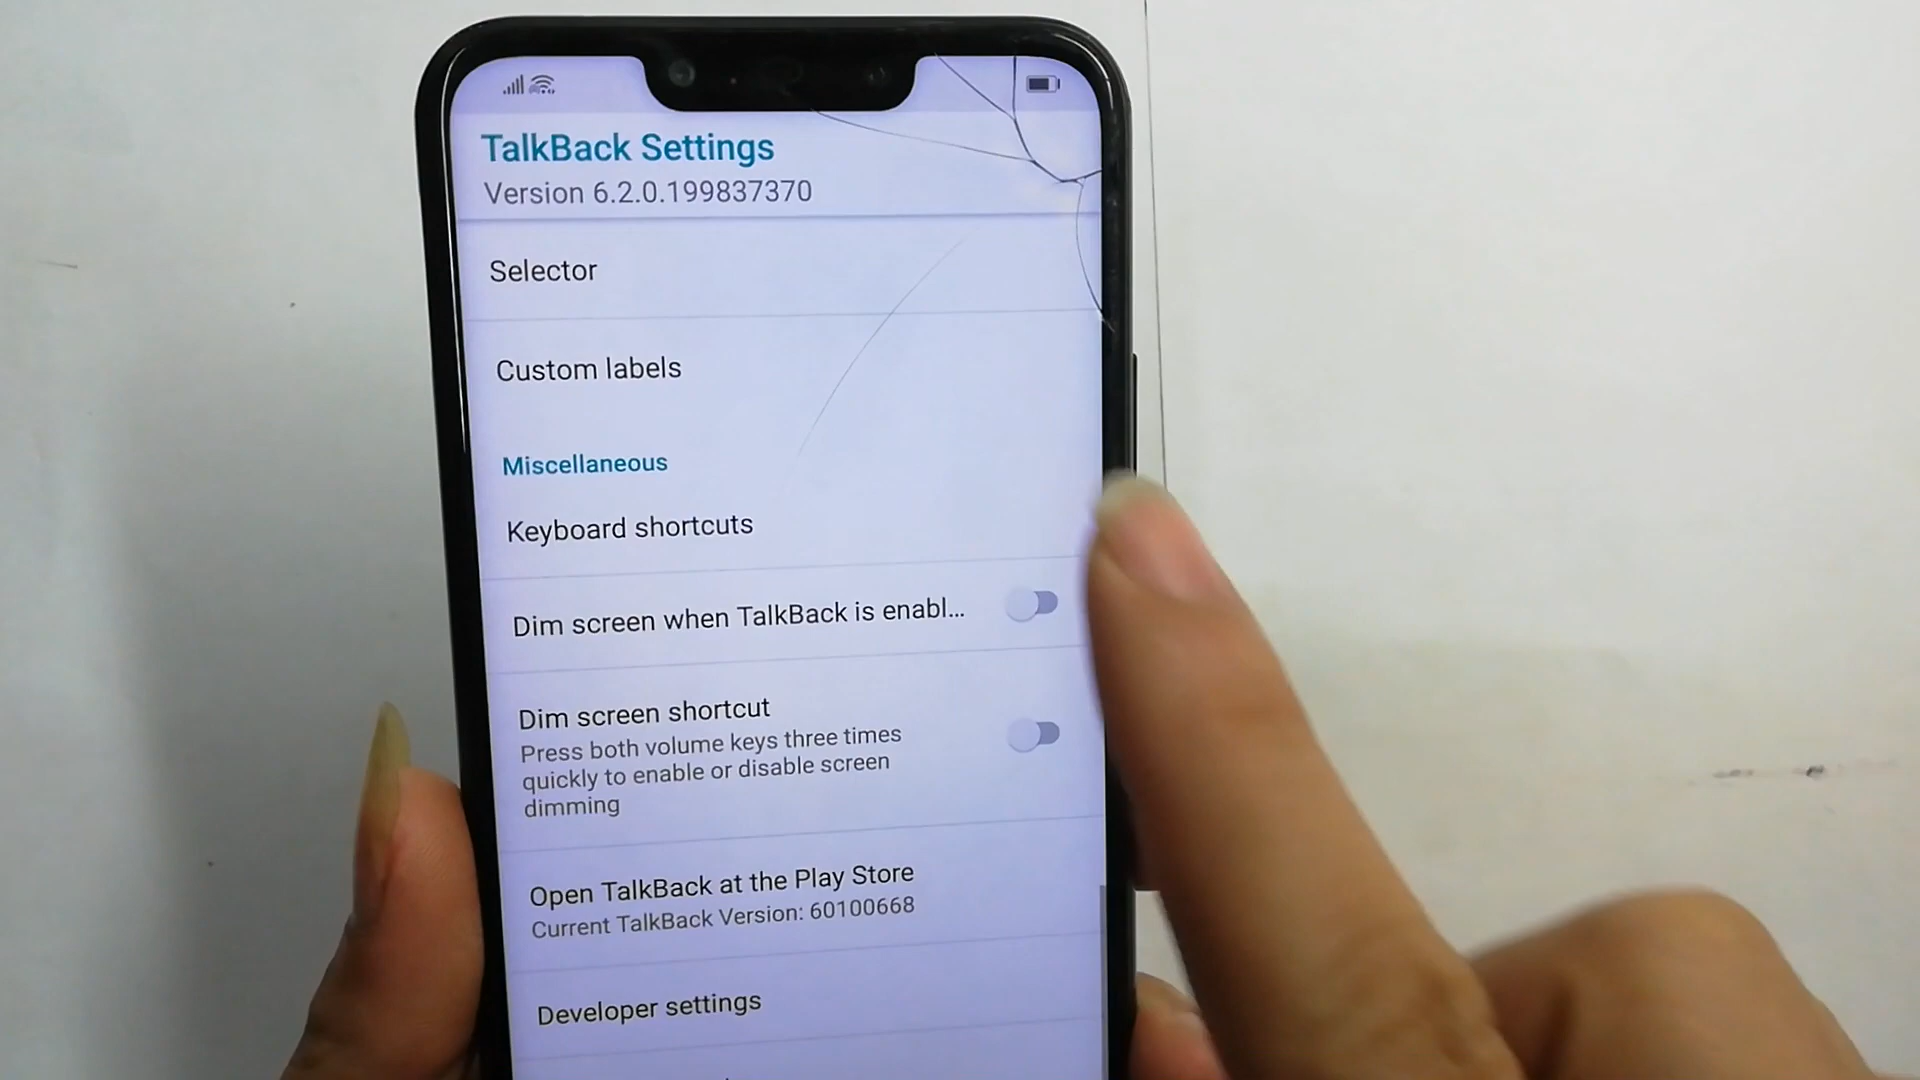 TalkBack Settings
Version 6.2.0.199837370
Selector
Custom labels
Miscellaneous
Keyboard shortcuts
Dim screen when TalkBack is enabl...
Dim screen shortcut
Press both volume keys three times
quickly to enable or disable screen
dimming
Open TalkBack at the Play Store
Current TalkBack Version: 60100668
Developer settings